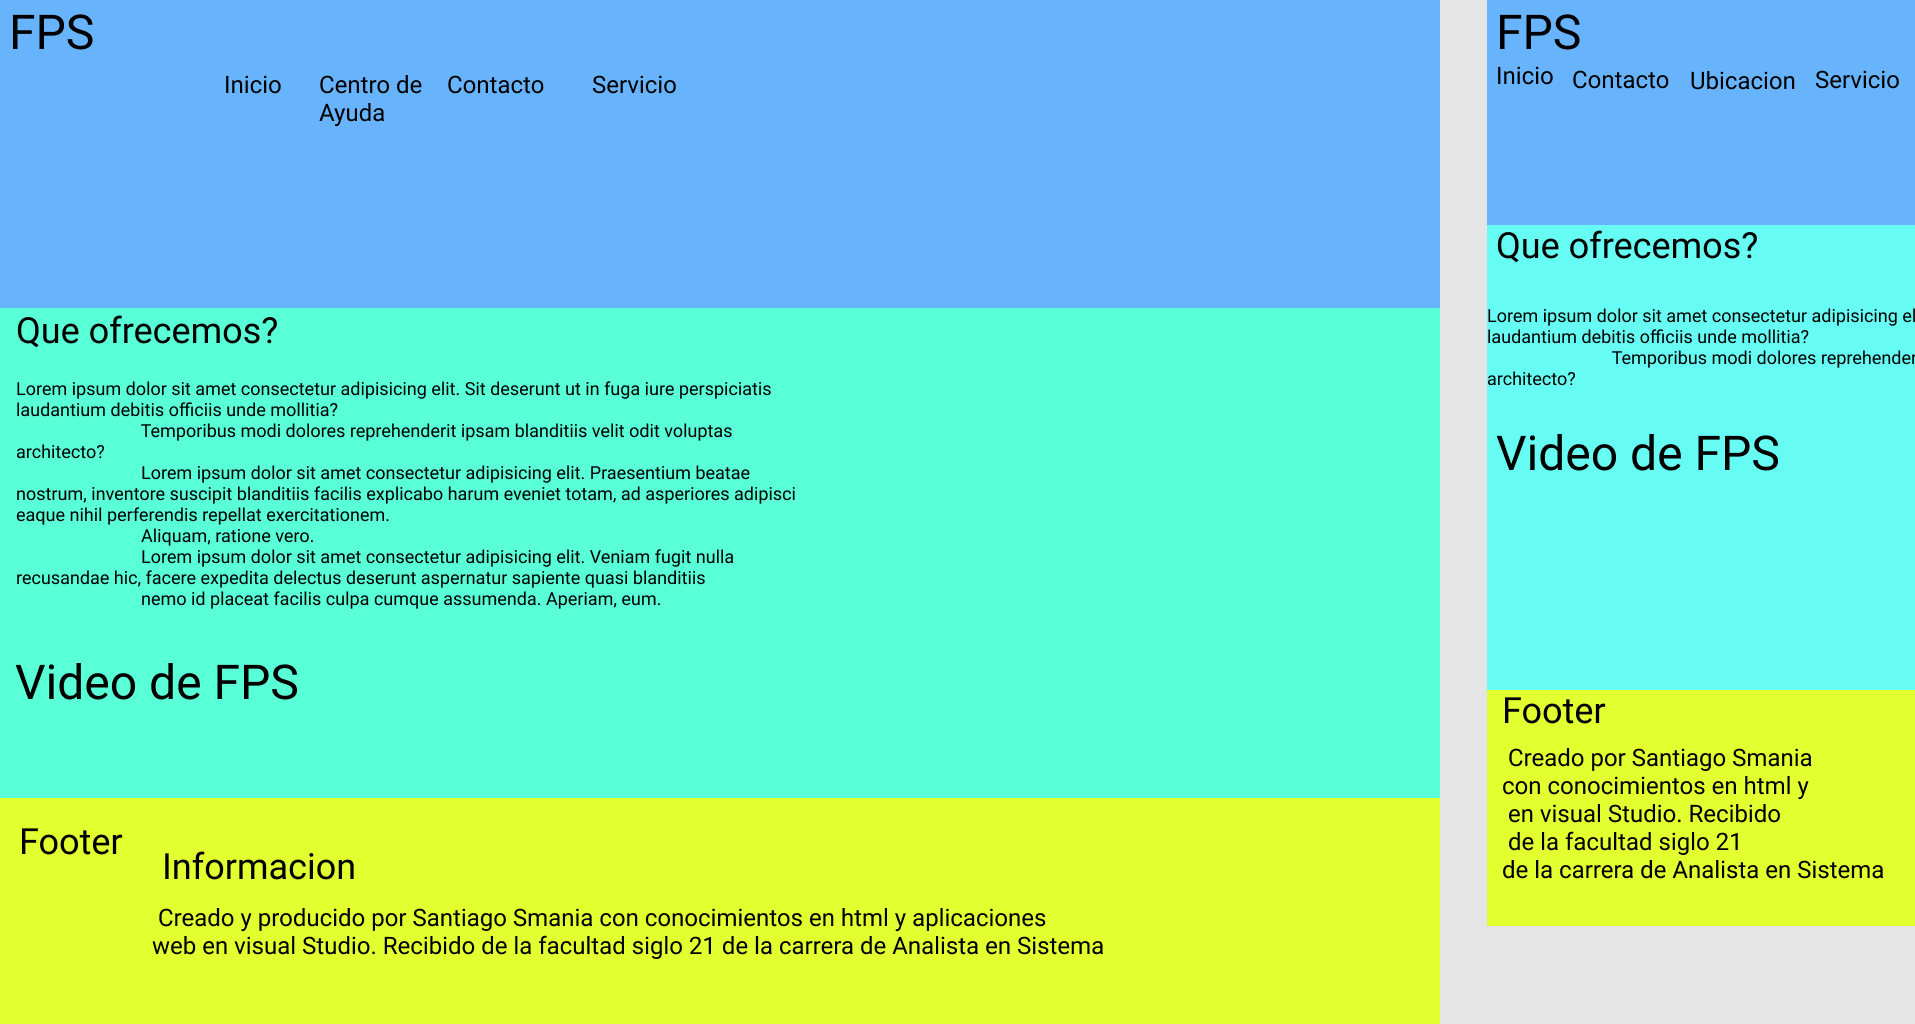 FPS
Inicio
Centro de
Ayuda
Contacto
Servicio
Que ofrecemos?
Lorem ipsum dolor sit amet consectetur adipisicing elit. Sit deserunt ut in fuga iure perspiciatis
laudantium debitis officiis unde mollitia?
Temporibus modi dolores reprehenderit ipsam blanditiis velit odit voluptas
architecto?
Lorem ipsum dolor sit amet consectetur adipisicing elit. Praesentium beatae
nostrum, inventore suscipit blanditiis facilis explicabo harum eveniet totam, ad asperiores adipisci
eaque nihil perferendis repellat exercitationem.
Aliquam, ratione vero.
Lorem ipsum dolor sit amet consectetur adipisicing elit. Veniam fugit nulla
recusandae hic, facere expedita delectus deserunt aspernatur sapiente quasi blanditiis
nemo id placeat facilis culpa cumque assumenda. Aperiam, eum.
Video de FPS
Footer
Informacion
Creado y producido por Santiago Smania con conocimientos en html y aplicaciones
web en visual Studio. Recibido de la facultad siglo 21 de la carrera de Analista en Sistema
FPS
Inicio
Contacto
Ubicacion
Servicio
Que ofrecemos?
Lorem ipsum dolor sit amet consectetur adipisicing el
laudantium debitis officiis unde mollitia?
Temporibus modi dolores reprehender
architecto?
Video de FPS
Footer
Creado por Santiago Smania
con conocimientos en html y
en visual Studio. Recibido
de la facultad siglo 21
de la carrera de Analista en Sistema